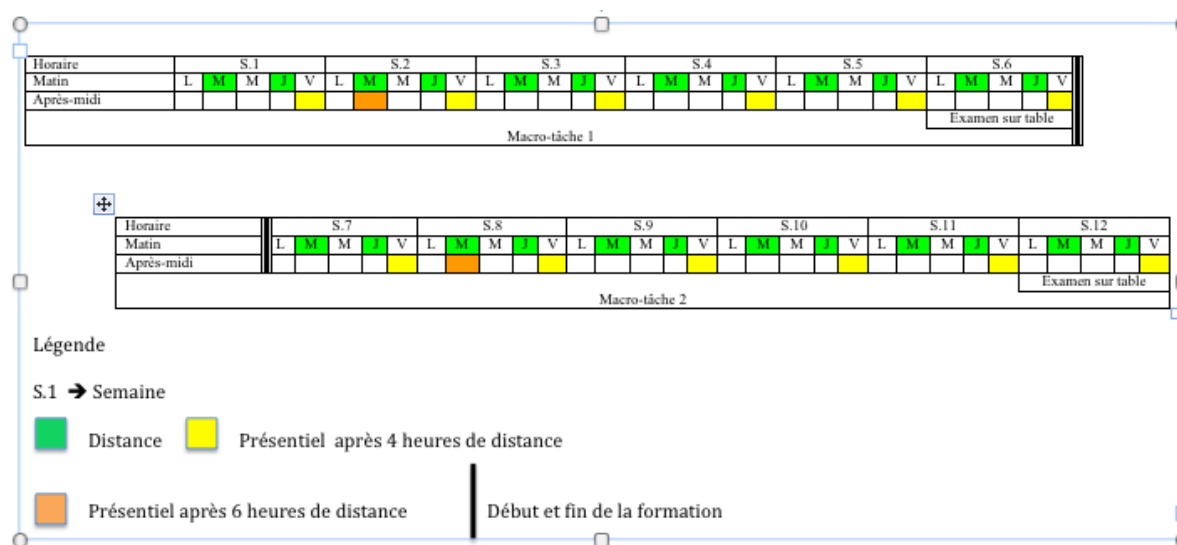 Horaire S.1 S.2 S.3 S.4 S.5 S.6
Matin L M M J V L M M J V L M M J V L M M J V L M M J V L M M J V
Après-midi
Examen sur table
Macro-tâche 1
Horaire S.7 S.8 S.9 S.10 S.11 S.12
Matin L M M J V L M M J V L M M J V L M M J V L M M J V L M M J V
Après-midi
Examen sur table
Macro-tâche 2
Légende
S.1 ➔ Semaine
Distance Présentiel après 4 heures de distance
Présentiel après 6 heures de distance Début et fin de la formation